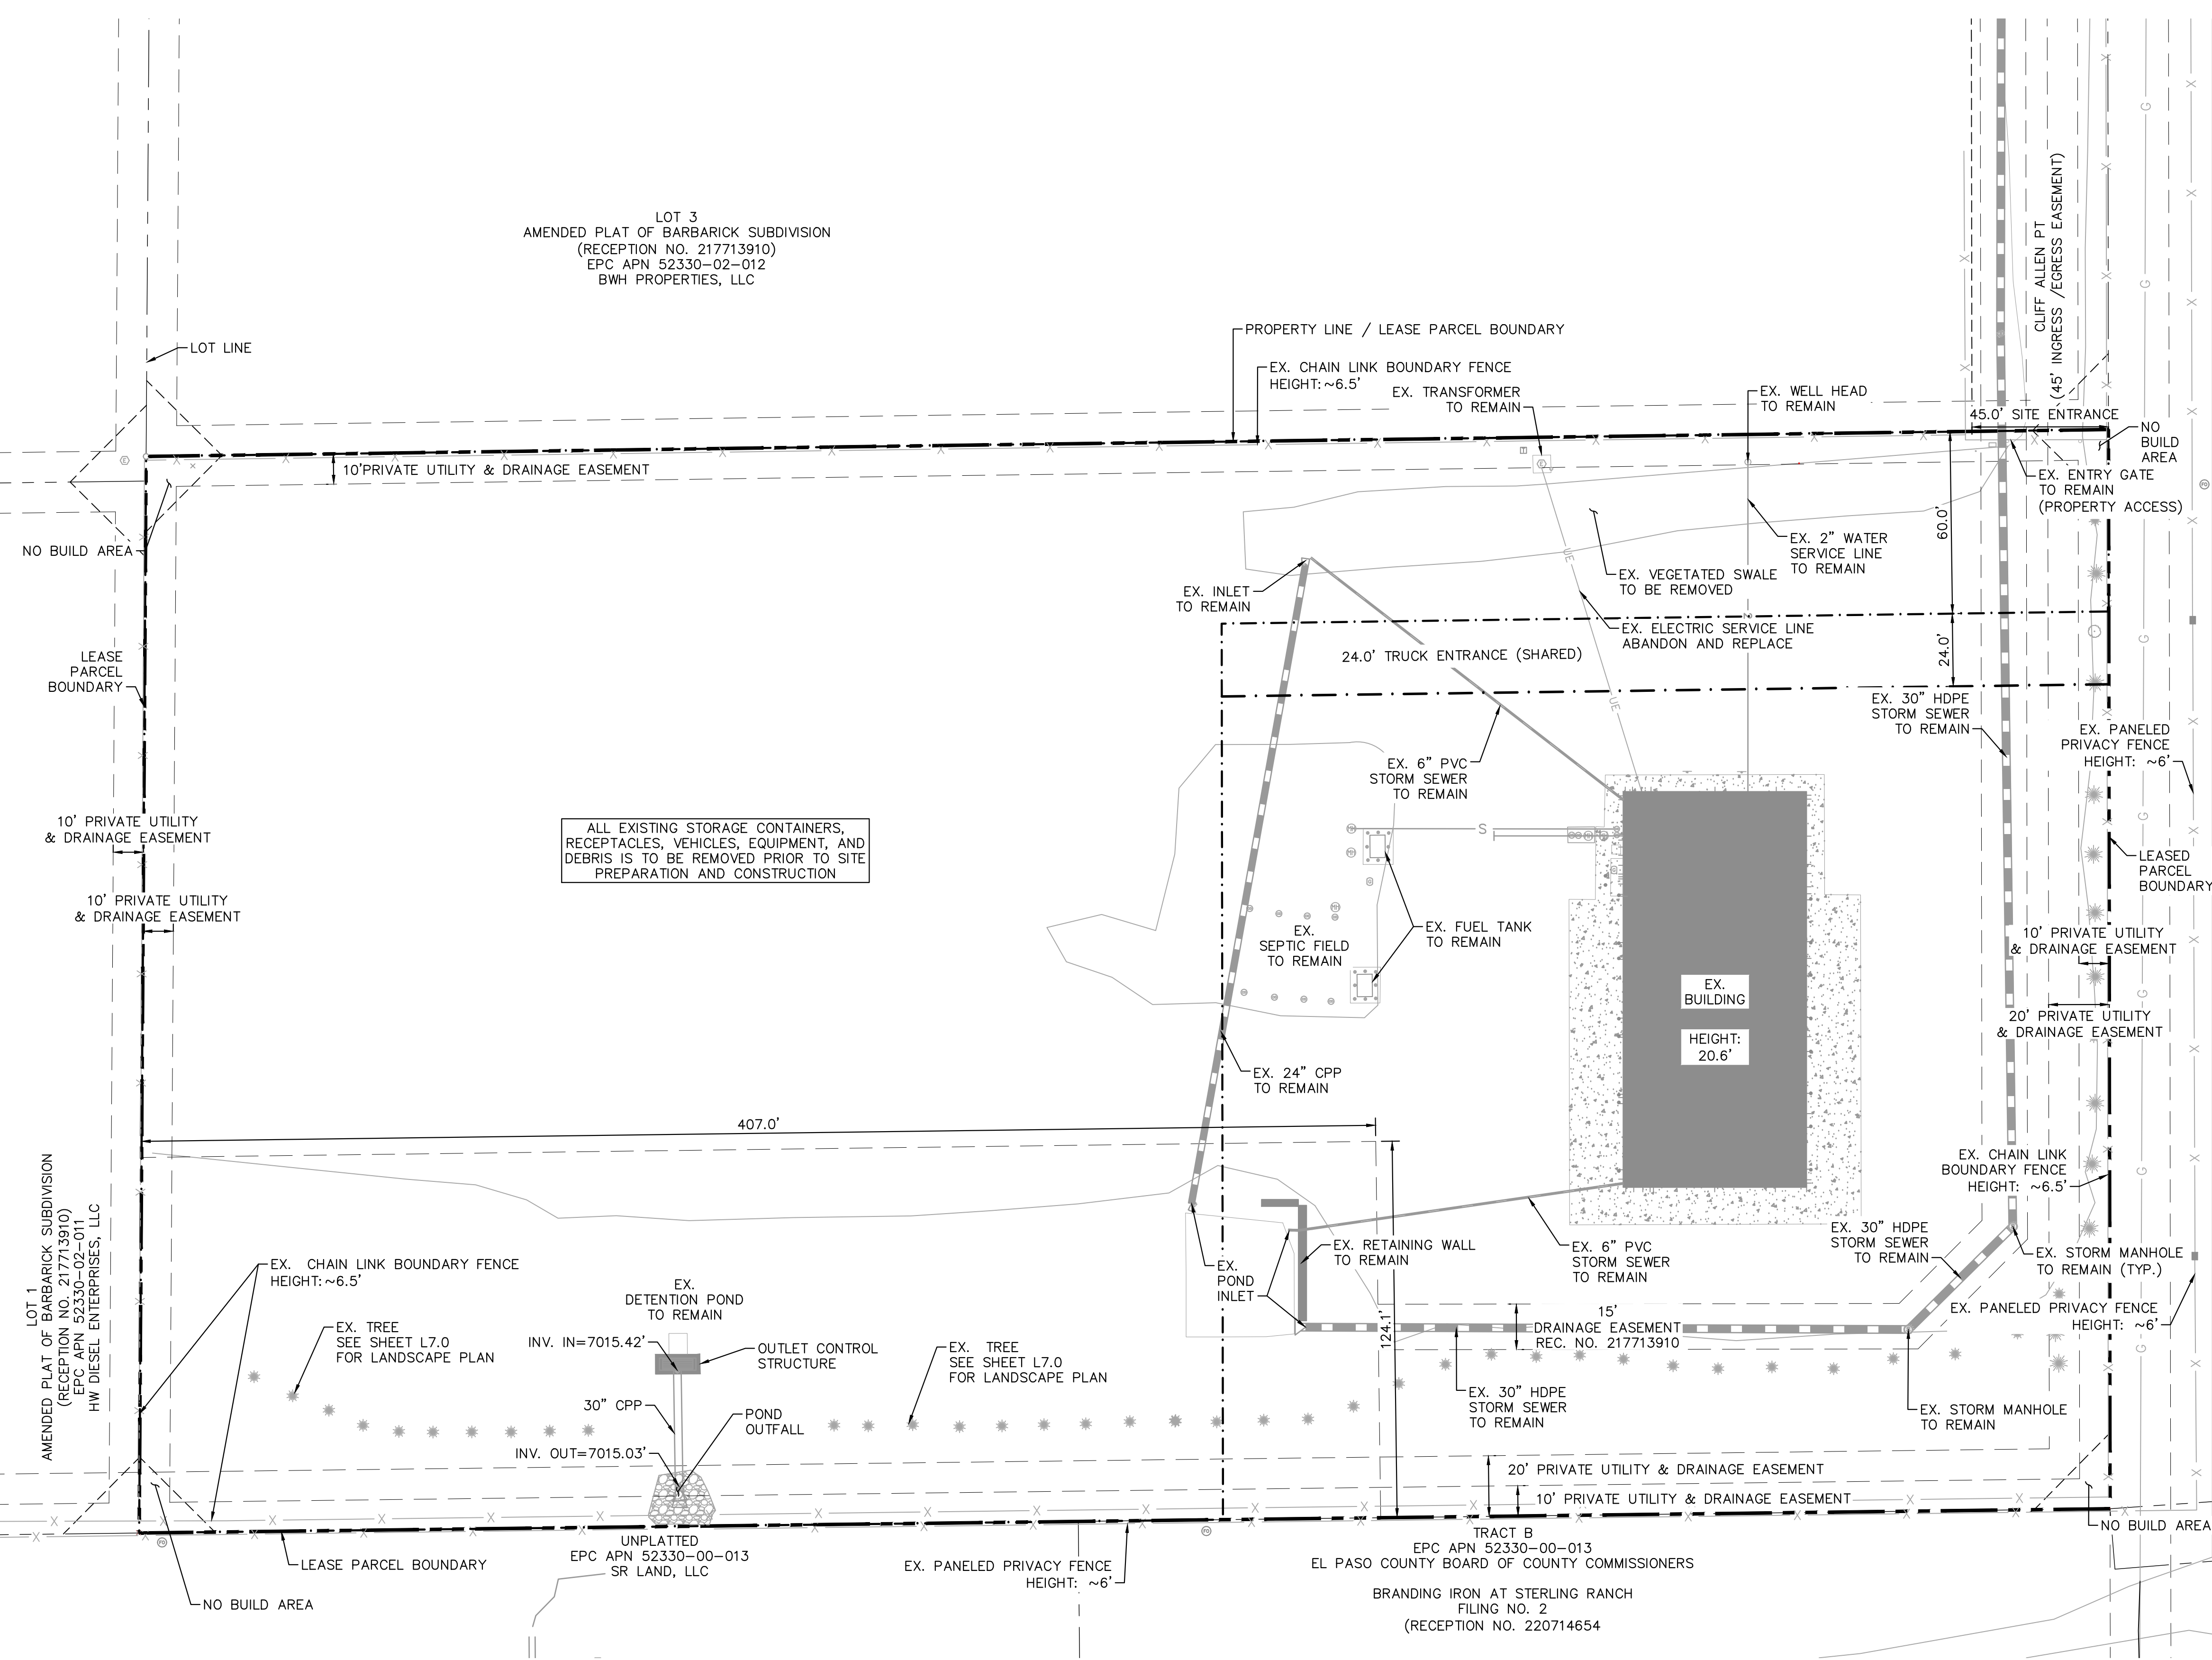 LOT 3
AMENDED PLAT OF BARBARICK SUBDIVISION
(RECEPTION NO. 217713910)
EPC APN 52330-02-012
BWH PROPERTIES, LLC
CLIFF ALLEN PT
(45' INGRESS /EGRESS EASEMENT)
LOT LINE
PROPERTY LINE / LEASE PARCEL BOUNDARY
EX. CHAIN LINK BOUNDARY FENCE
HEIGHT:~6.5'
EX. TRANSFORMER
TO REMAIN
EX. WELL HEAD
TO REMAIN
45.0' SITE ENTRANCE
NO
BUILD
AREA
10'PRIVATE UTILITY & DRAINAGE EASEMENT
EX. ENTRY GATE
TO REMAIN
(PROPERTY ACCESS)
NO BUILD AREA
60.0'
EX. 2" WATER
SERVICE LINE
TO REMAIN
EX. VEGETATED SWALE
TO BE REMOVED
EX. INLET
TO REMAIN
UE
EX. ELECTRIC SERVICE LINE
ABANDON AND REPLACE
24.0' TRUCK ENTRANCE (SHARED)
24.0'
LEASE
PARCEL
BOUNDARY
UE
EX. 30" HDPE
STORM SEWER
TO REMAIN
EX. PANELED
PRIVACY FENCE
HEIGHT: ~6'
EX. 6" PVC
STORM SEWER
TO REMAIN
10' PRIVATE UTILITY
& DRAINAGE EASEMENT
ALL EXISTING STORAGE CONTAINERS,
RECEPTACLES, VEHICLES, EQUIPMENT, AND
DEBRIS IS TO BE REMOVED PRIOR TO SITE
PREPARATION AND CONSTRUCTION
S
LEASED
PARCEL
BOUNDARY
10' PRIVATE UTILITY
& DRAINAGE EASEMENT
EX.
SEPTIC FIELD
TO REMAIN
EX. FUEL TANK
TO REMAIN
10' PRIVATE UTILITY
& DRAINAGE EASEMENT
EX.
BUILDING
HEIGHT:
20.6'
20' PRIVATE UTILITY
& DRAINAGE EASEMENT
EX. 24" CPP
TO REMAIN
407.0'
LOT 1
AMENDED PLAT OF BARBARICK SUBDIVISION
(RECEPTION NO. 217713910)
EPC APN 52330-02-011
HW DIESEL ENTERPRISES, LLC
EX. CHAIN LINK
BOUNDARY FENCE
HEIGHT: ~6.5'
EX. CHAIN LINK BOUNDARY FENCE
HEIGHT:~6.5'
EX. RETAINING WALL
TO REMAIN
EX. 6" PVC
STORM SEWER
TO REMAIN
EX. 30" HDPE
STORM SEWER
TO REMAIN
EX. STORM MANHOLE
TO REMAIN (TYP.)
EX.
POND
INLET
EX.
DETENTION POND
TO REMAIN
124.1'
15'
DRAINAGE EASEMENT
REC. NO. 217713910
EX. PANELED PRIVACY FENCE
HEIGHT: ~6'
EX. TREE
SEE SHEET L7.0
FOR LANDSCAPE PLAN
INV. IN=7015.42'
OUTLET CONTROL
STRUCTURE
EX. TREE
SEE SHEET L7.0
FOR LANDSCAPE PLAN
EX. 30" HDPE
STORM SEWER
TO REMAIN
30" CPP
POND
OUTFALL
EX. STORM MANHOLE
TO REMAIN
INV. OUT=7015.03'
20' PRIVATE UTILITY & DRAINAGE EASEMENT
10' PRIVATE UTILITY & DRAINAGE EASEMENT
NO BUILD AREA
LEASE PARCEL BOUNDARY
UNPLATTED
EPC APN 52330-00-013
SR LAND, LLC
EX. PANELED PRIVACY FENCE
HEIGHT: ~6'
TRACT B
EPC APN 52330-00-013
EL PASO COUNTY BOARD OF COUNTY COMMISSIONERS
NO BUILD AREA
BRANDING IRON AT STERLING RANCH
FILING NO. 2
(RECEPTION NO. 220714654